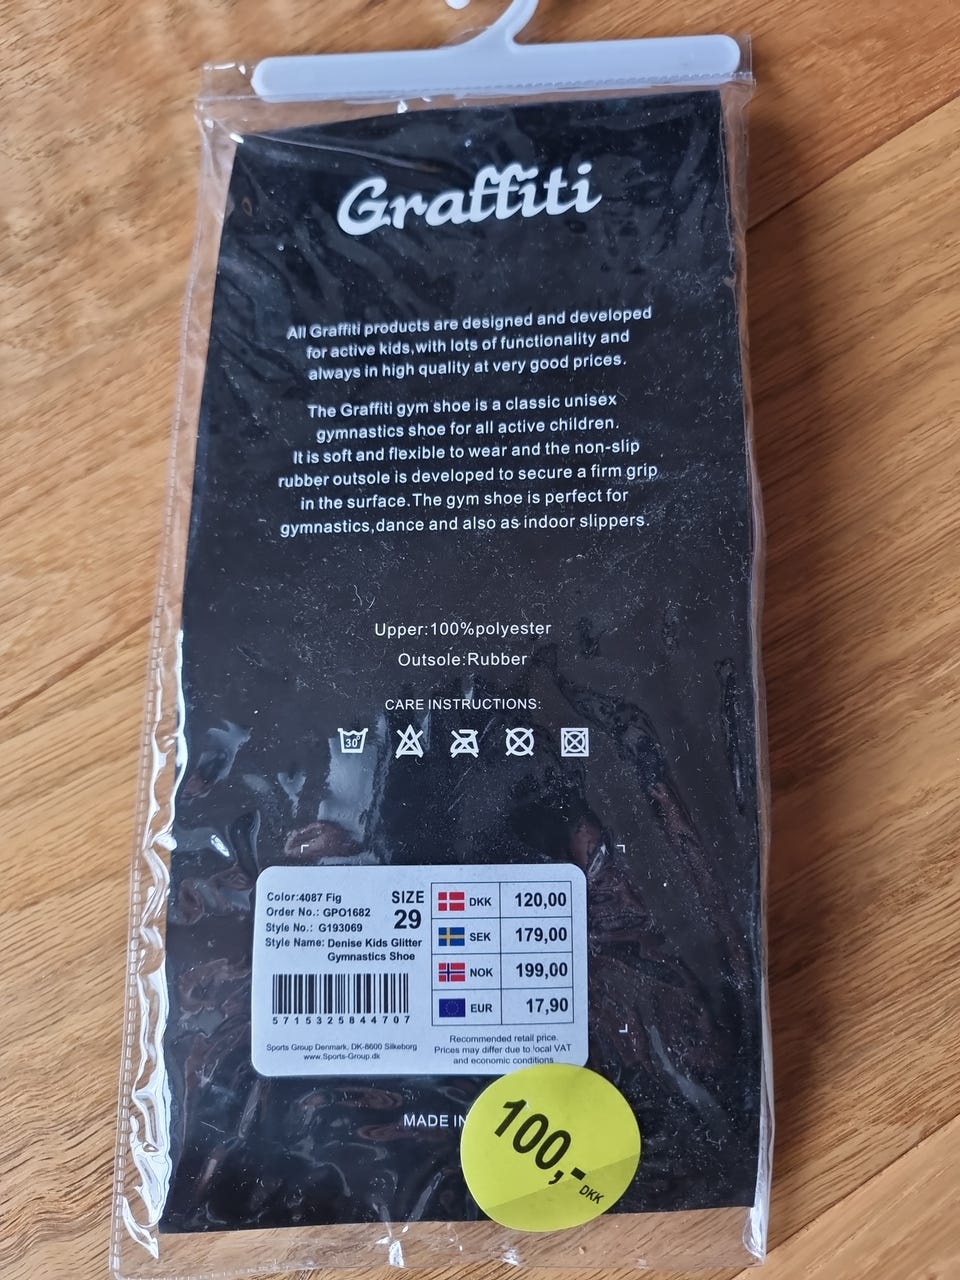 Graffiti
All Graffiti products are designed and developed
for active kids,with lots of functionality and
always in high quality at very good prices.
The Graffiti gym shoe is a classic unisex
gymnastics shoe for all active children.
It is soft and flexible to wear and the non-slip
rubber outsole is developed to secure a firm grip
in the surface.The gym shoe is perfect for
gymnastics,dance and also as indoor slippers.
Upper:100%polyester
Outsole:Rubber
CARE INSTRUCTIONS:
30°
Color:4087 Fig
Order No.: GPO1682
Style No.: G193069
Style Name: Denise Kids Glitter
Gymnastics Shoe
SIZE
29
5715325844707
Sports Group Denmark, DK-8600 Silkeborg
www.Sports-Group.dk
DKK 120,00
SEK 179,00
NOK 199,00
EUR 17,90
Recommended retail price.
Prices may differ due to local VAT
and economic conditions
MADE IN
100,- DKK